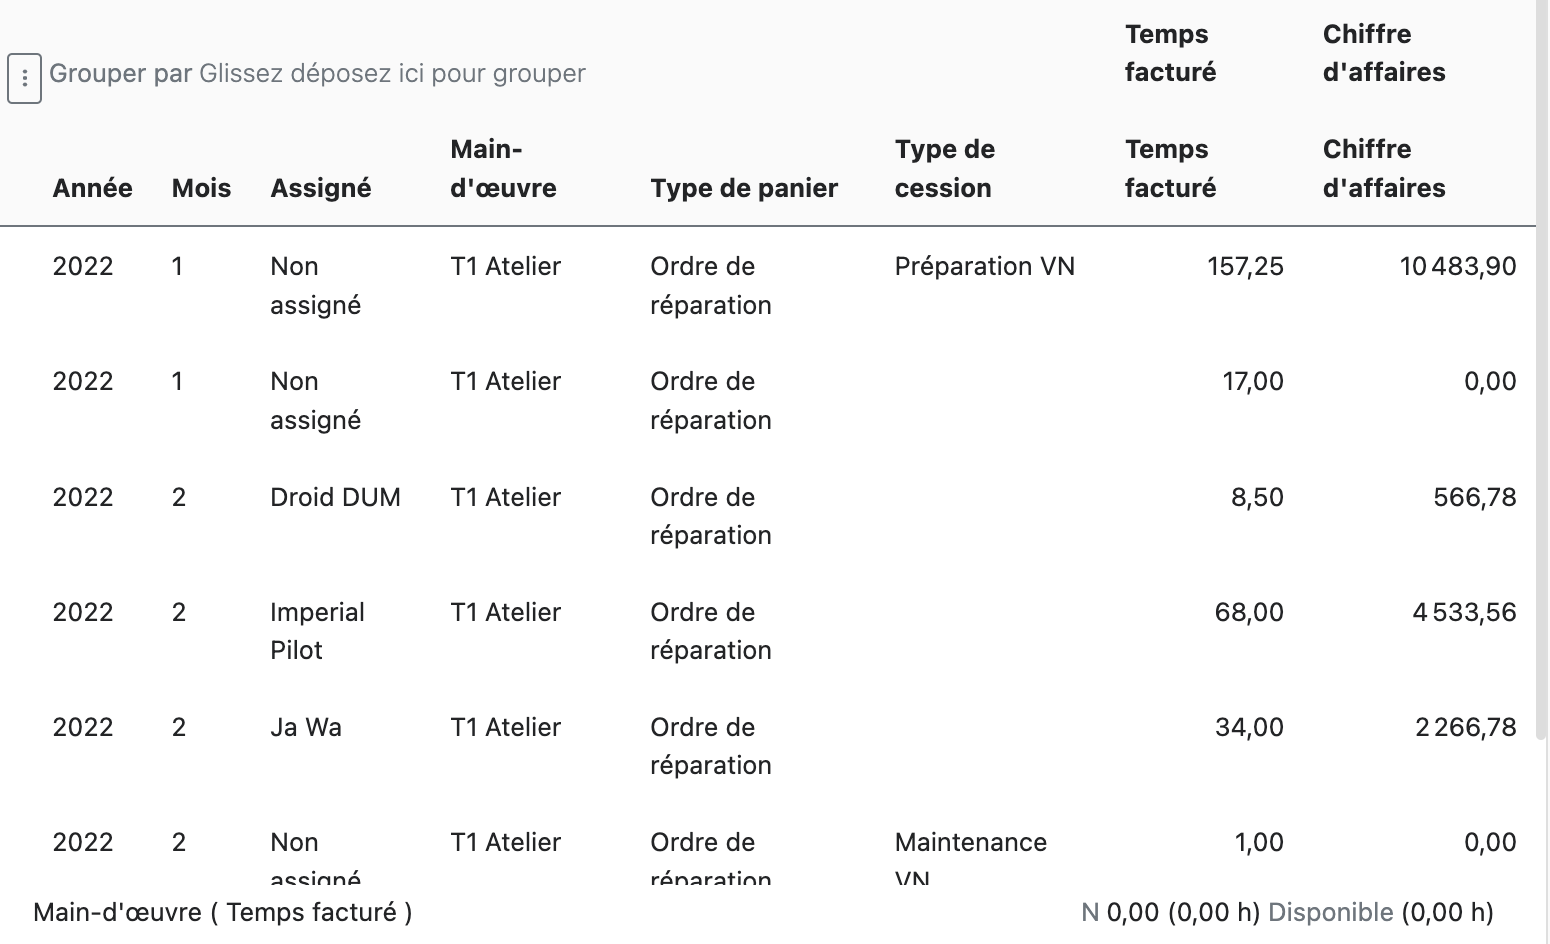 Temps Chiffre
Grouper par Glissez déposez ici pour grouper facturé d'affaires
Main- Type de Temps Chiffre
Année Mois Assigné d'œuvre Type de panier cession facturé d'affaires
2022 1 Non T1 Atelier Ordre de Préparation VN 157,25 10 483,90
assigné réparation
2022 1 Non T1 Atelier Ordre de 17,00 0,00
assigné réparation
2022 2 Droid DUM T1 Atelier Ordre de 8,50 566,78
réparation
2022 2 Imperial T1 Atelier Ordre de 68,00 4 533,56
Pilot réparation
2022 2 Ja Wa T1 Atelier Ordre de 34,00 2 266,78
réparation
2022 2 Non T1 Atelier Ordre de Maintenance 1,00 0,00
assigné réparation VN
Main-d'œuvre ( Temps facturé ) N 0,00 (0,00 h) Disponible (0,00 h)